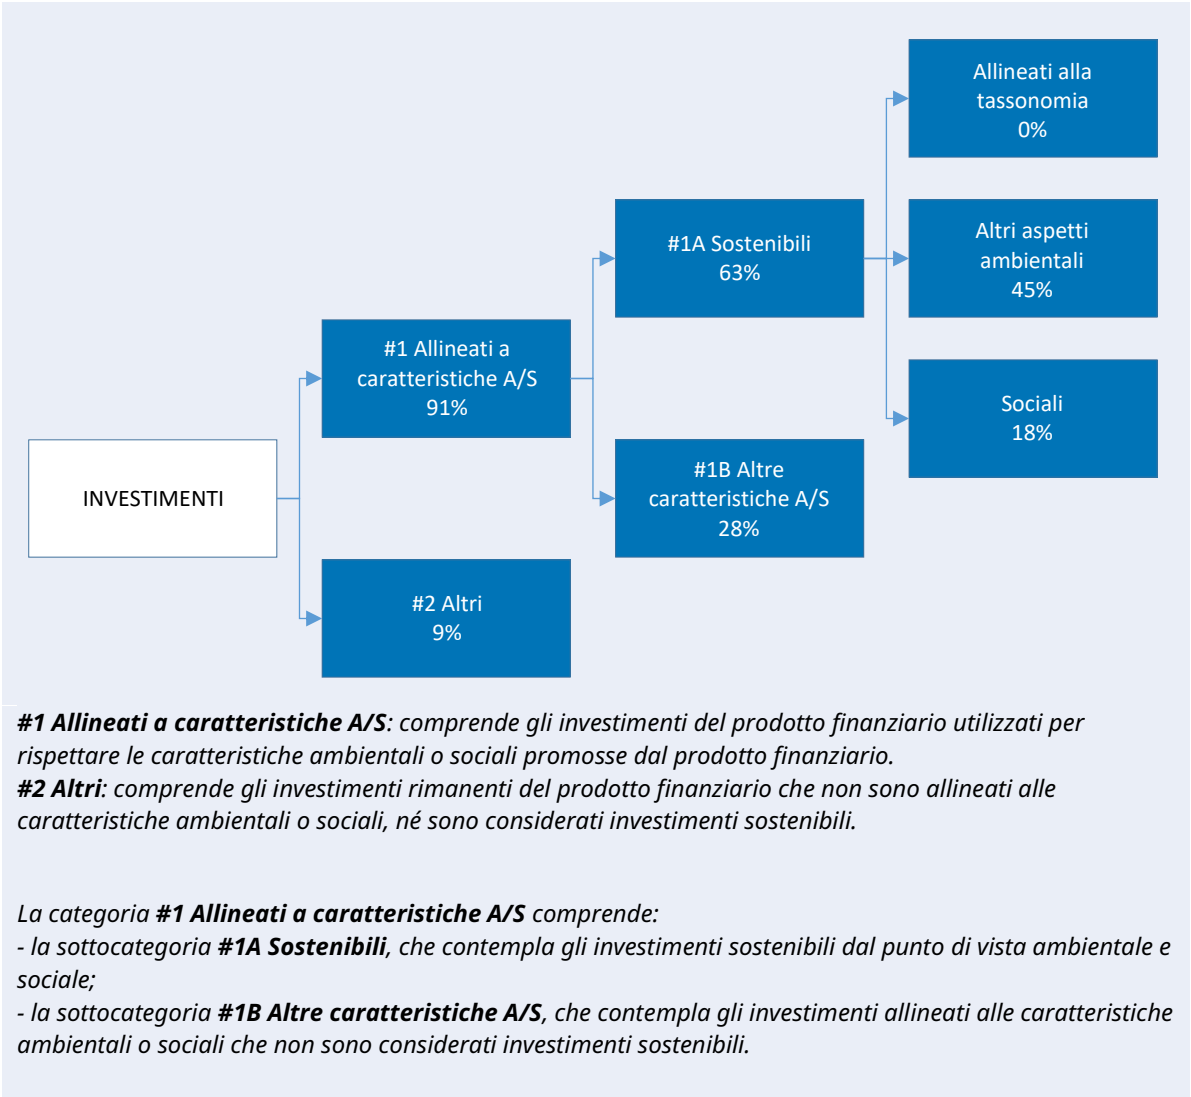 Allineati alla
tassonomia
0%
#1A Sostenibili
63%
Altri aspetti
ambientali
45%
#1 Allineati a
caratteristiche A/S
91%
Sociali
18%
INVESTIMENTI
#1B Altre
caratteristiche A/S
28%
#2 Altri
9%
#1 Allineati a caratteristiche A/S: comprende gli investimenti del prodotto finanziario utilizzati per
rispettare le caratteristiche ambientali o sociali promosse dal prodotto finanziario.
#2 Altri: comprende gli investimenti rimanenti del prodotto finanziario che non sono allineati alle
caratteristiche ambientali o sociali, né sono considerati investimenti sostenibili.
La categoria #1 Allineati a caratteristiche A/S comprende:
- la sottocategoria #1A Sostenibili, che contempla gli investimenti sostenibili dal punto di vista ambientale e
sociale;
- la sottocategoria #1B Altre caratteristiche A/S, che contempla gli investimenti allineati alle caratteristiche
ambientali o sociali che non sono considerati investimenti sostenibili.